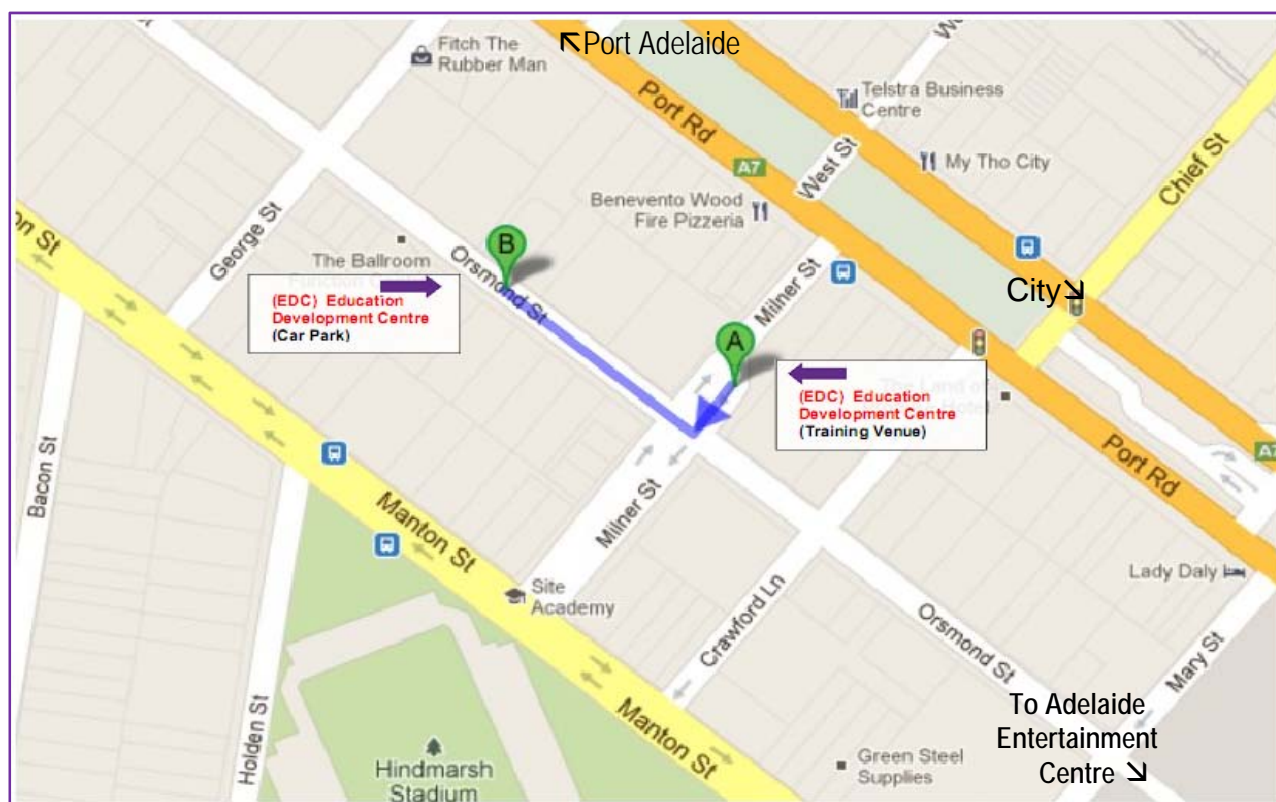 Port Adelaide
Fitch The
Rubber Man
Port Rd
Telstra Business
Centre
A7
West St
My Tho City
Chief St
Benevento Wood
Fire Pizzeria
George St
The Ballroom
Orsmond St
B
(EDC) Education
Development Centre
(Car Park)
Milner St
City
A
(EDC) Education
Development Centre
(Training Venue)
Manton St
Bacon St
Milner St
Port Rd
A7
Site
Academy
Lady Daly
Crawford Ln
Orsmond St
Mary St
Holden St
Manton St
To Adelaide
Entertainment
Centre
Green Steel
Supplies
Hindmarsh
Stadium